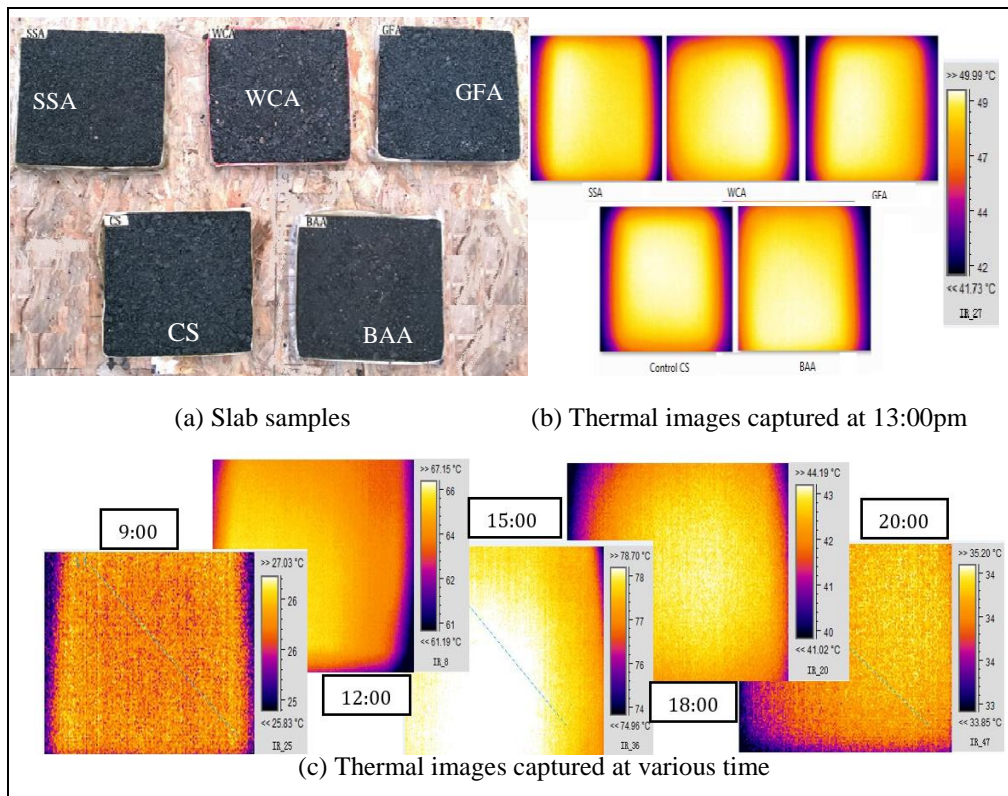 SSA
WCA
GFA
SSA
WCA
GFA
CS
BAA
CS
BAA
(a) Slab samples
SSA
WCA
GFA
Control CS
BAA
>> 49.99 °C
49
47
44
42
<< 41.73 °C
IR_27
(b) Thermal images captured at 13:00pm
9:00
>> 27.03 °C
26
26
25
<< 25.83 °C
IR_25
12:00
>> 67.15 °C
66
64
62
61
<< 61.19 °C
IR_8
15:00
>> 78.70 °C
78
77
76
74
<< 74.96 °C
IR_36
18:00
>> 44.19 °C
43
42
41
40
<< 41.02 °C
IR_20
20:00
>> 35.20 °C
34
34
34
33
<< 33.85 °C
IR_47
(c) Thermal images captured at various time